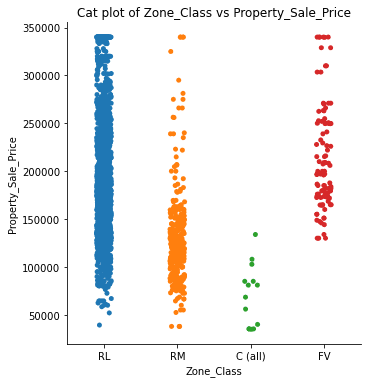 Cat plot of Zone_Class vs Property_Sale_Price
350000
300000
250000
200000
150000
100000
50000
Property_Sale_Price
RL RM C (all) FV
Zone_Class